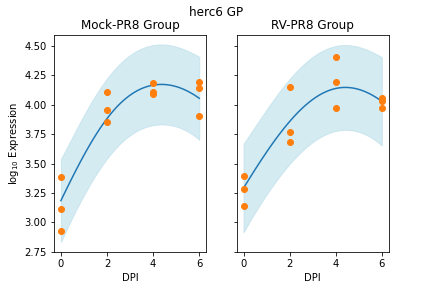 herc6 GP
Mock-PR8 Group
RV-PR8 Group
log₁₀ Expression
4.50
4.25
4.00
3.75
3.50
3.25
3.00
2.75
0 2 4 6
0 2 4 6
DPI
DPI